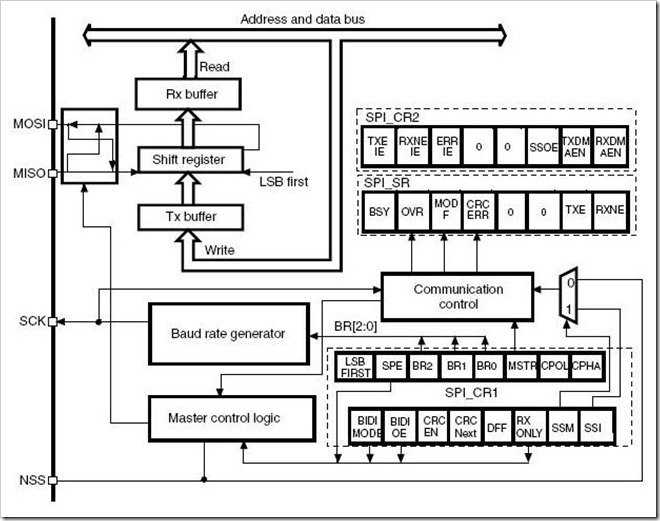 Address and data bus
Read
Rx buffer
MOSI
MISO
Shift register
LSB first
Tx buffer
Write
SPI_CR2
TXE
IE
RXNE
IE
ERR
IE
0
0
SSOE
TXDM
AEN
RXDM
AEN
SPI_SR
BSY
OVR
MOD
F
CRC
ERR
0
0
TXE
RXNE
Communication
control
0
1
SCK
Baud rate generator
BR[2:0]
LSB
FIRST
SPE
BR2
BR1
BR0
MSTR
CPOL
CPHA
SPI_CR1
Master control logic
BIDI
MODE
BIDI
OE
CRC
EN
CRC
Next
DFF
RX
ONLY
SSM
SSI
NSS